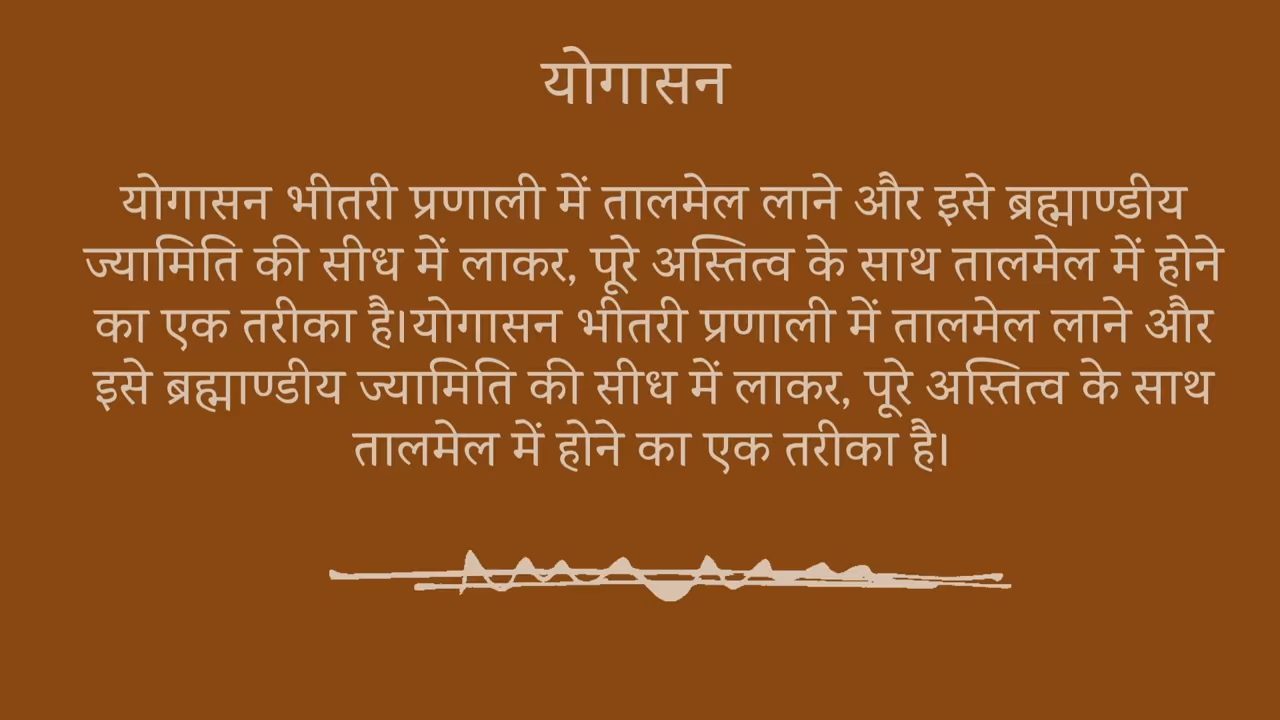 योगासन
योगासन भीतरी प्रणाली में तालमेल लाने और इसे ब्रह्माण्डीय
ज्यामिति की सीध में लाकर, पूरे अस्तित्व के साथ तालमेल में होने
का एक तरीका है।योगासन भीतरी प्रणाली में तालमेल लाने और
इसे ब्रह्माण्डीय ज्यामिति की सीध में लाकर, पूरे अस्तित्व के साथ
तालमेल में होने का एक तरीका है।